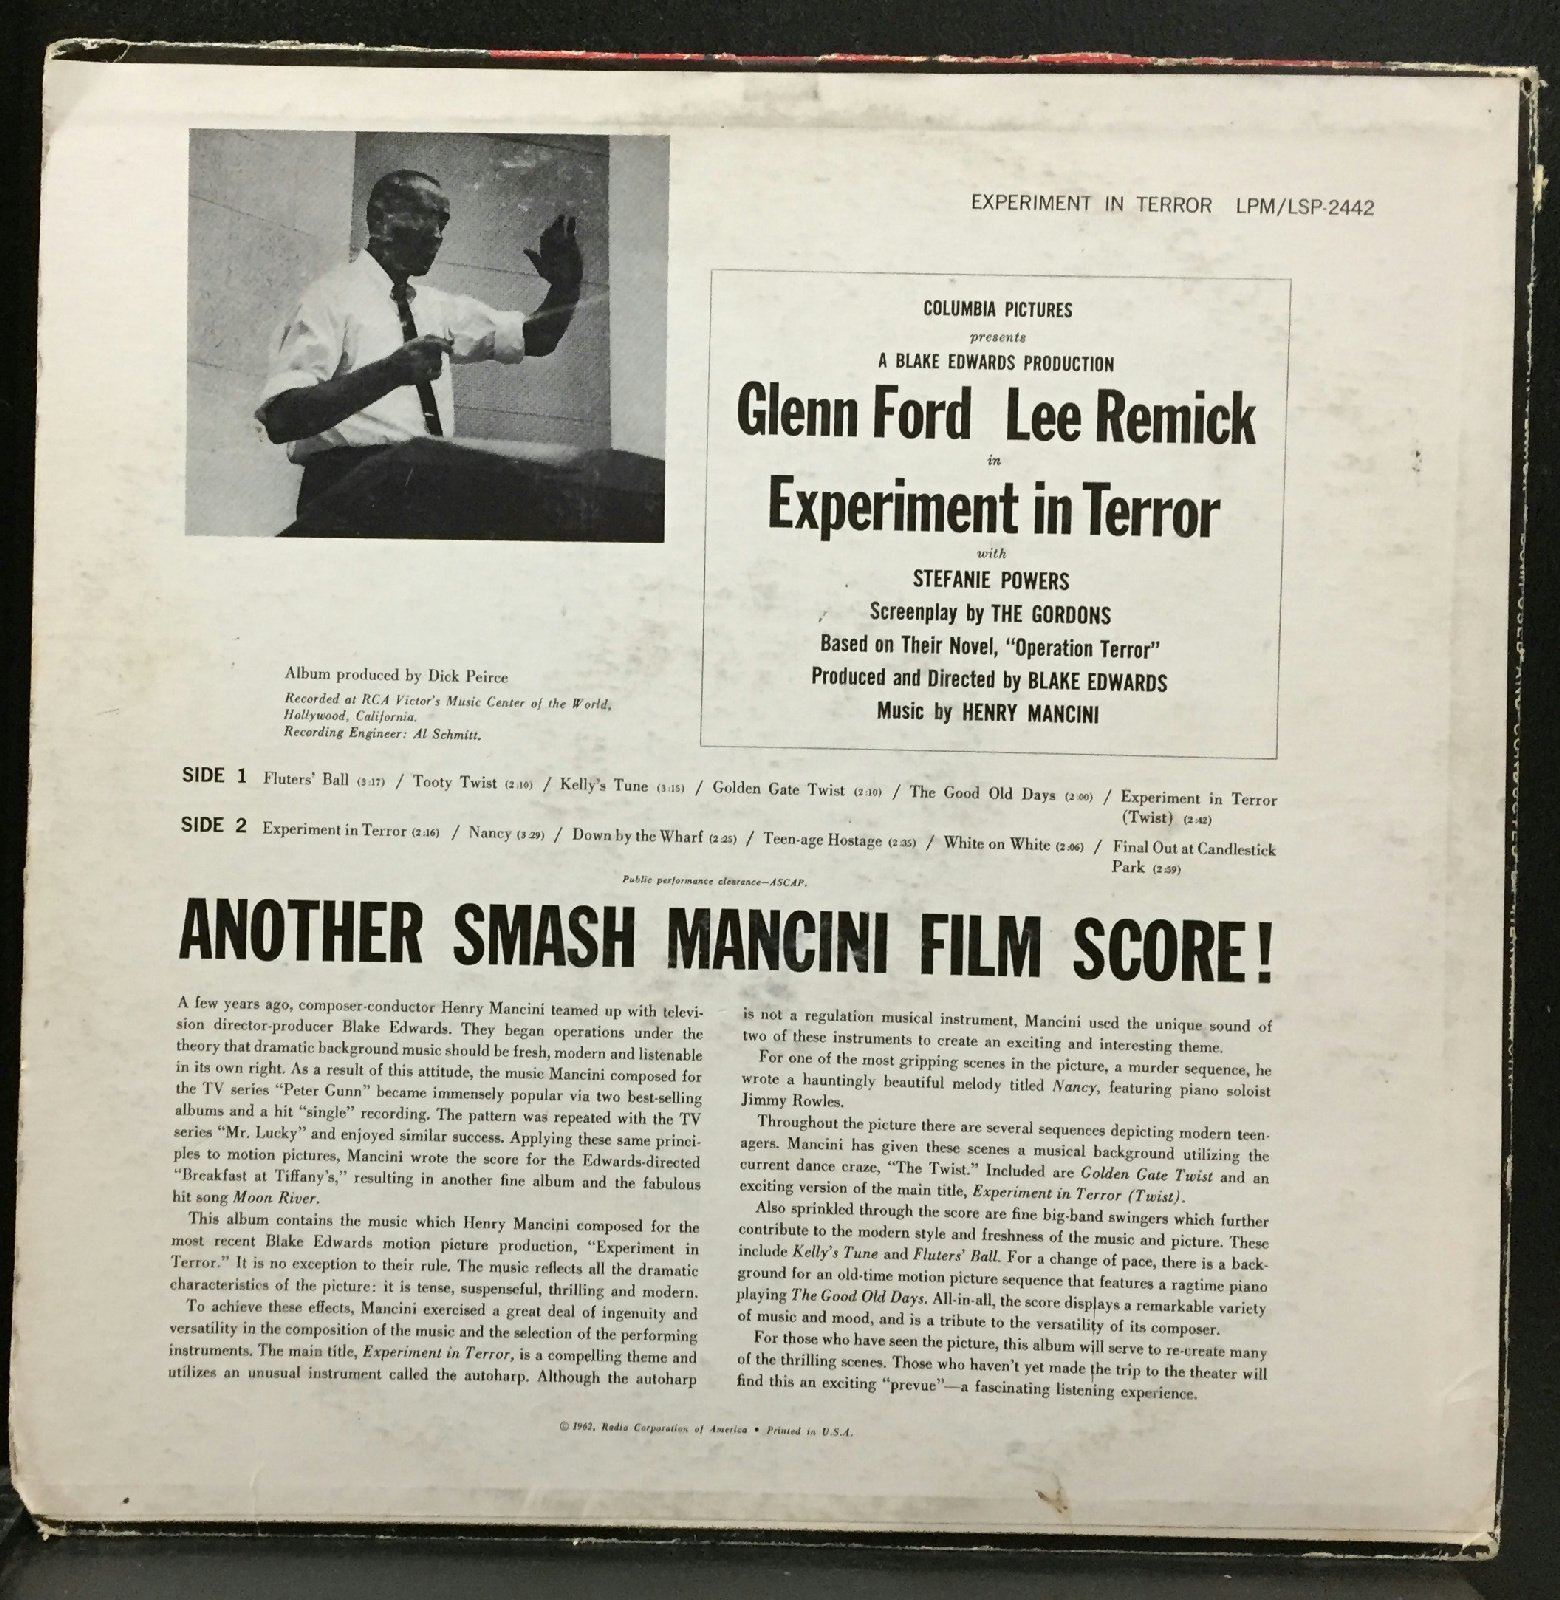 EXPERIMENT IN TERROR LPM/LSP-2442
COLUMBIA PICTURES
presents
A BLAKE EDWARDS PRODUCTION
Glenn Ford Lee Remick
in
Experiment in Terror
with
STEFANIE POWERS
Screenplay by THE GORDONS
Based on Their Novel, "Operation Terror"
Produced and Directed by BLAKE EDWARDS
Music by HENRY MANCINI
Album produced by Dick Peirce
Recorded at RCA Victor's Music Center of the World,
Hollywood, California.
Recording Engineer: Al Schmitt.
SIDE 1 Fluters' Ball (3:17) / Tooty Twist (2:10) / Kelly's Tune (3:15) / Golden Gate Twist (2:10) / The Good Old Days (2:00) / Experiment in Terror
(Twist) (2:42)
SIDE 2 Experiment in Terror (2:16) / Nancy (3:29) / Down by the Wharf (2:25) / Teen-age Hostage (2:35) / White on White (2:06) / Final Out at Candlestick
Park (2:59)
Public performance clearance—ASCAP.
ANOTHER SMASH MANCINI FILM SCORE!
A few years ago, composer-conductor Henry Mancini teamed up with televi-
sion director-producer Blake Edwards. They began operations under the
theory that dramatic background music should be fresh, modern and listenable
in its own right. As a result of this attitude, the music Mancini composed for
the TV series "Peter Gunn" became immensely popular via two best-selling
albums and a hit "single" recording. The pattern was repeated with the TV
series "Mr. Lucky" and enjoyed similar success. Applying these same princi-
ples to motion pictures, Mancini wrote the score for the Edwards-directed
"Breakfast at Tiffany's," resulting in another fine album and the fabulous
hit song Moon River.
This album contains the music which Henry Mancini composed for the
most recent Blake Edwards motion picture production, "Experiment in
Terror." It is no exception to their rule. The music reflects all the dramatic
characteristics of the picture: it is tense, suspenseful, thrilling and modern.
To achieve these effects, Mancini exercised a great deal of ingenuity and
versatility in the composition of the music and the selection of the performing
instruments. The main title, Experiment in Terror, is a compelling theme and
utilizes an unusual instrument called the autoharp. Although the autoharp
is not a regulation musical instrument, Mancini used the unique sound of
two of these instruments to create an exciting and interesting theme.
For one of the most gripping scenes in the picture, a murder sequence, he
wrote a hauntingly beautiful melody titled Nancy, featuring piano soloist
Jimmy Rowles.
Throughout the picture there are several sequences depicting modern teen-
agers. Mancini has given these scenes a musical background utilizing the
current dance craze, "The Twist." Included are Golden Gate Twist and an
exciting version of the main title, Experiment in Terror (Twist).
Also sprinkled through the score are fine big-band swingers which further
contribute to the modern style and freshness of the music and picture. These
include Kelly's Tune and Fluters' Ball. For a change of pace, there is a back-
ground for an old-time motion picture sequence that features a ragtime piano
playing The Good Old Days. All-in-all, the score displays a remarkable variety
of music and mood, and is a tribute to the versatility of its composer.
For those who have seen the picture, this album will serve to re-create many
of the thrilling scenes. Those who haven't yet made the trip to the theater will
find this an exciting "prevue"—a fascinating listening experience.
© 1962, Radio Corporation of America • Printed in U.S.A.